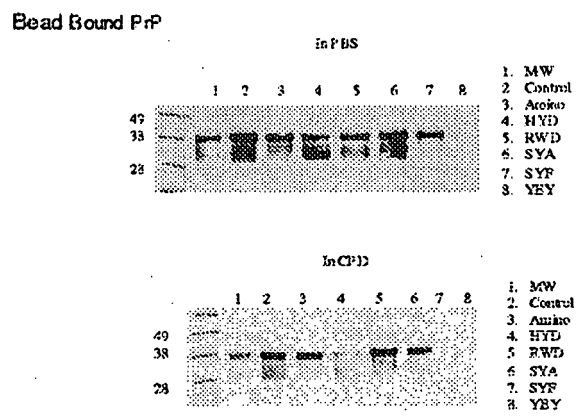 Bead Bound PrP
In PBS
1 2 3 4 5 6 7 8
49
38
28
1. MW
2 Control
3. Amino
4. HYD
5. RWD
6. SYA
7. SYF
8. YEY
In CPD
1 2 3 4 5 6 7 8
49
38
28
1. MW
2. Control
3. Amino
4. HYD
5 RWD
6 SYA
7. SYF
8. YEY